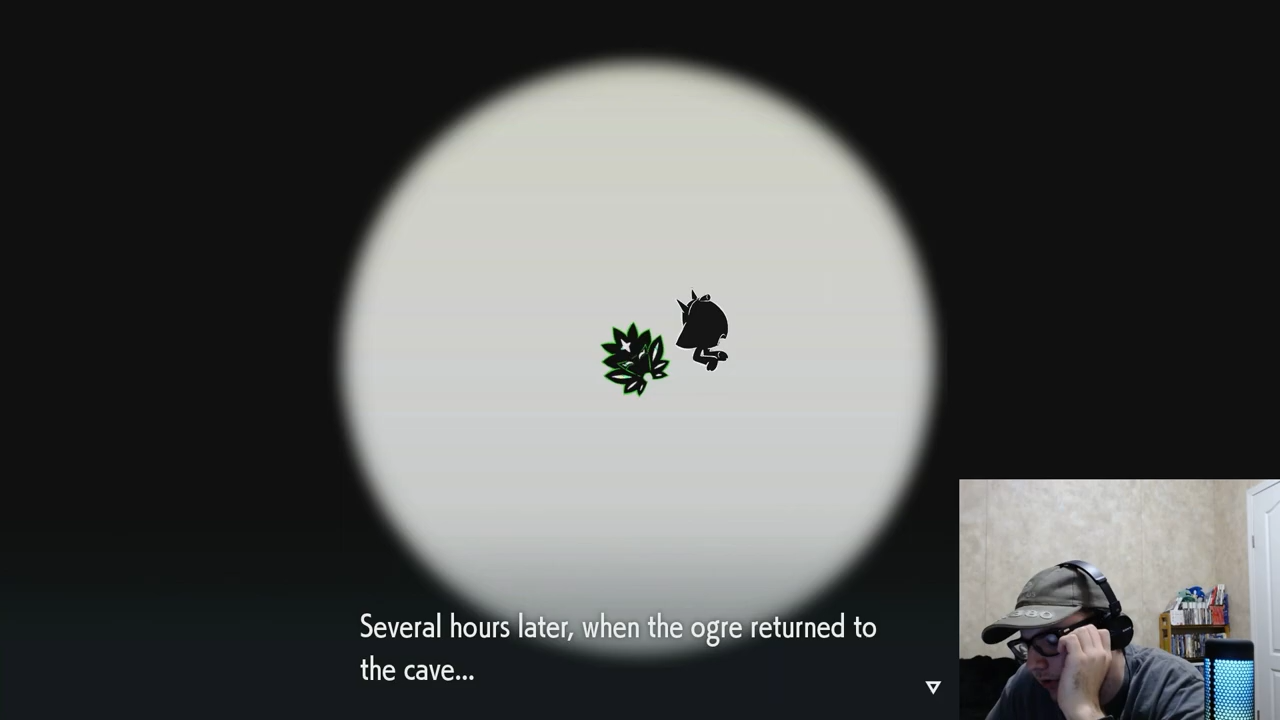 Several hours later, when the ogre returned to
the cave...